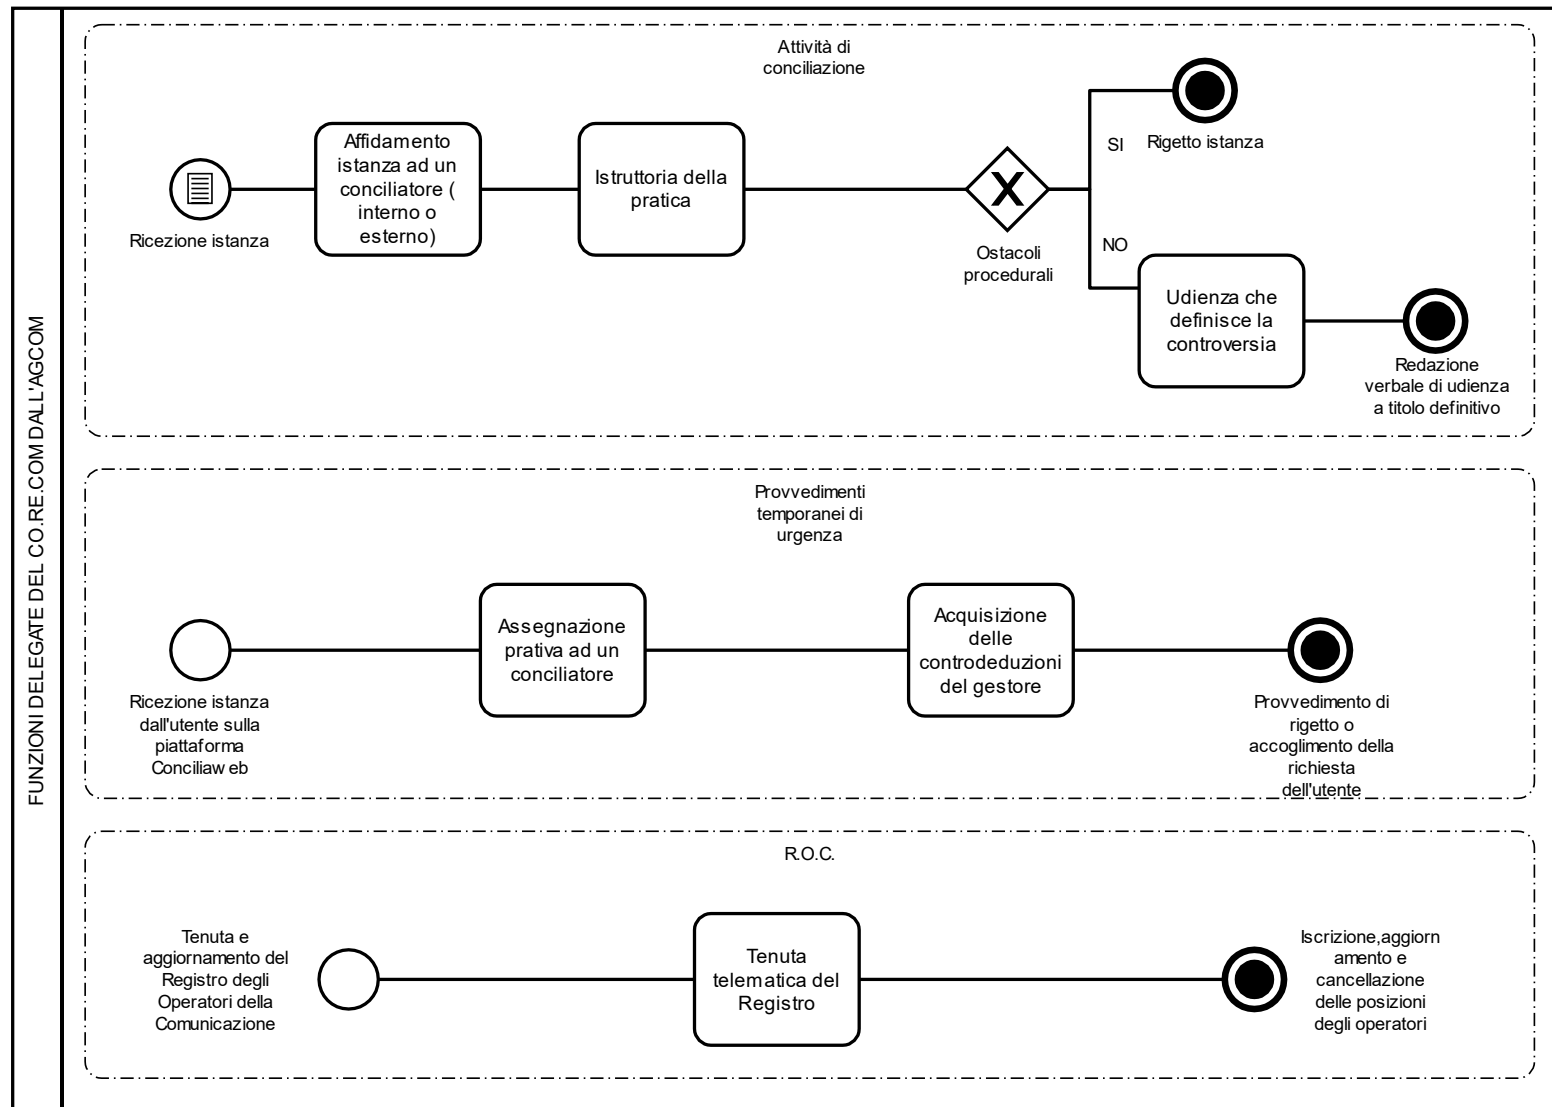 FUNZIONI DELEGATE DEL CO.RE.COM DALL'AGCOM
Attività di
conciliazione
Ricezione istanza
Affidamento
istanza ad un
conciliatore (
interno o
esterno)
Istruttoria della
pratica
X
Ostacoli
procedurali
SI
Rigetto istanza
NO
Udienza che
definisce la
controversia
Redazione
verbale di udienza
a titolo definitivo
Provvedimenti
temporanei di
urgenza
Ricezione istanza
dall'utente sulla
piattaforma
Conciliaweb
Assegnazione
prativa ad un
conciliatore
Acquisizione
delle
controdeduzioni
del gestore
Provvedimento di
rigetto o
accoglimento della
richiesta
dell'utente
R.O.C.
Tenuta e
aggiornamento del
Registro degli
Operatori della
Comunicazione
Tenuta
telematica del
Registro
Iscrizione,aggiorn
amento e
cancellazione
delle posizioni
degli operatori